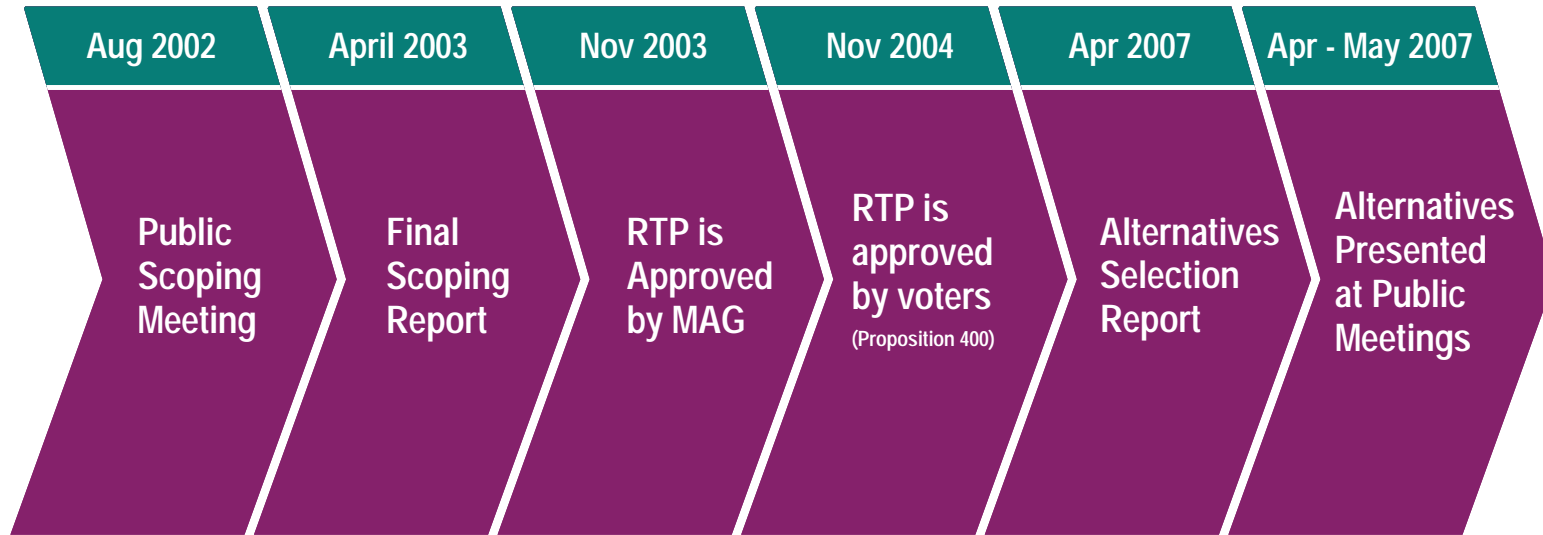 Aug 2002
Public
Scoping
Meeting
April 2003
Final
Scoping
Report
Nov 2003
RTP is
Approved
by MAG
Nov 2004
RTP is
approved
by voters
(Proposition 400)
Apr 2007
Alternatives
Selection
Report
Apr - May 2007
Alternatives
Presented
at Public
Meetings